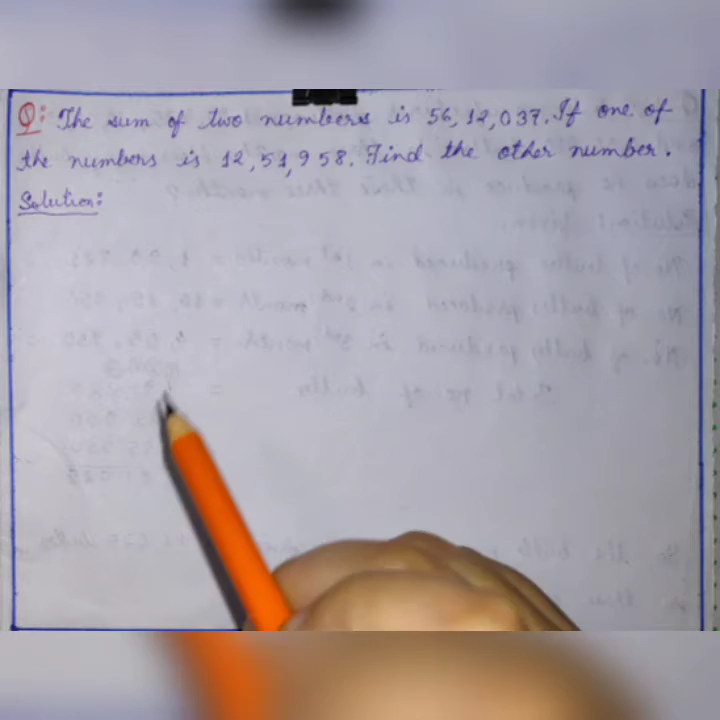 Q: The sum of two numbers is 56,12,037. If one of
the numbers is 12,51,958. Find the other number.
Solution: